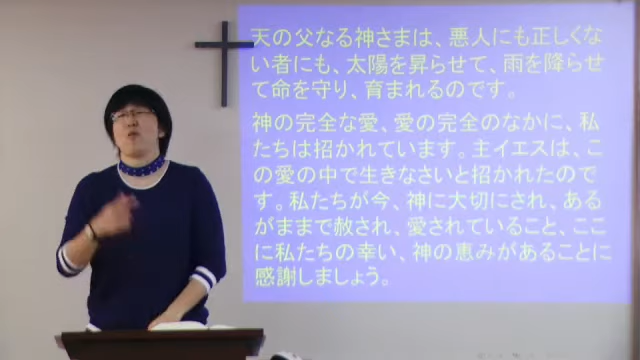 天の父なる神さまは、悪人にも正しくな
い者にも、太陽を昇らせて、雨を降らせ
て命を守り、育まれるのです。
神の完全な愛、愛の完全のなかに、私
たちは招かれています。主イエスは、こ
の愛の中で生きなさいと招かれたので
す。私たちが今、神に大切にされ、ある
がままで赦され、愛されていること、ここ
に私たちの幸い、神の恵みがあることに
感謝しましょう。